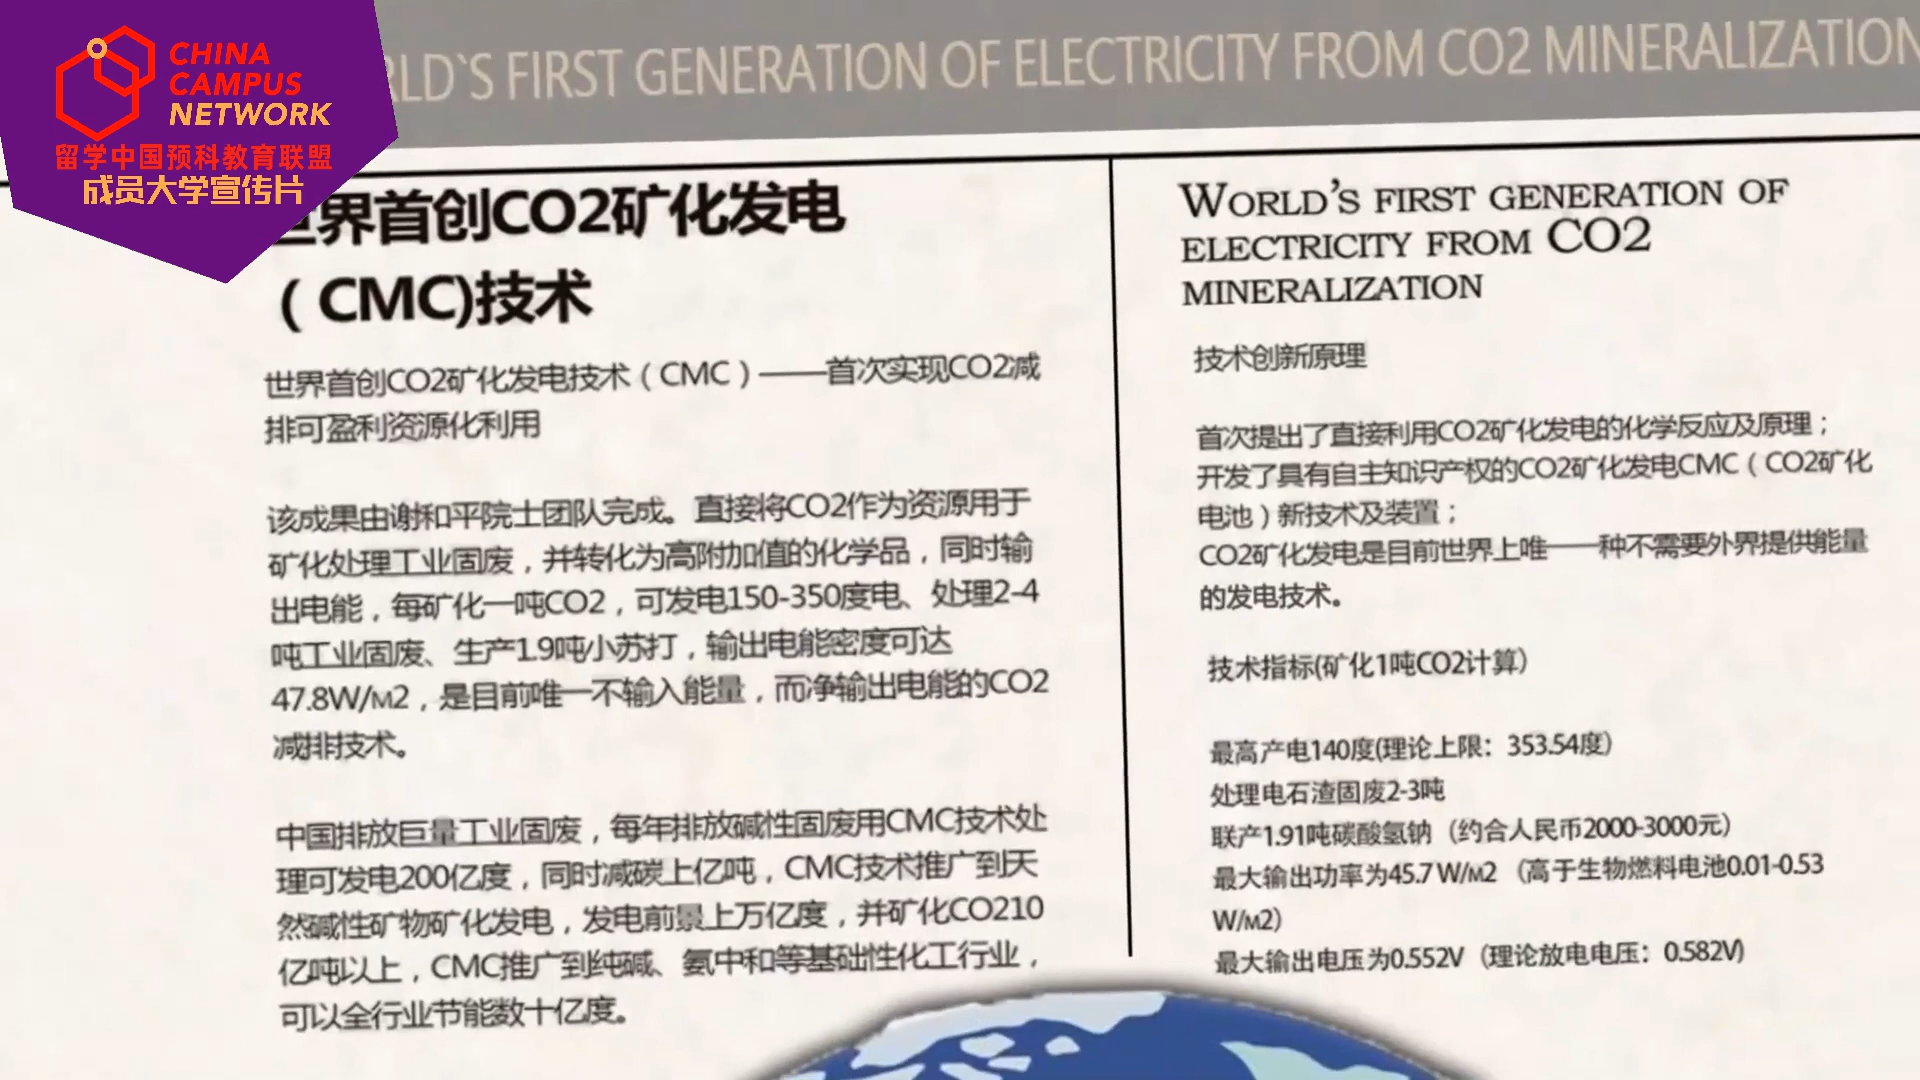 CHINA
CAMPUS
NETWORK
留学中国预科教育联盟
成员大学宣传片
RLD`S FIRST GENERATION OF ELECTRICITY FROM CO2 MINERALIZATION
世界首创CO2矿化发电
（CMC)技术
世界首创CO2矿化发电技术（CMC）——首次实现CO2减
排可盈利资源化利用
该成果由谢和平院士团队完成。直接将CO2作为资源用于
矿化处理工业固废，并转化为高附加值的化学品，同时输
出电能，每矿化一吨CO2，可发电150-350度电、处理2-4
吨工业固废、生产1.9吨小苏打，输出电能密度可达
47.8W/M2，是目前唯一不输入能量，而净输出电能的CO2
减排技术。
中国排放巨量工业固废，每年排放碱性固废用CMC技术处
理可发电200亿度，同时减碳上亿吨，CMC技术推广到天
然碱性矿物矿化发电，发电前景上万亿度，并矿化CO210
亿吨以上，CMC推广到纯碱、氨中和等基础性化工行业，
可以全行业节能数十亿度。
WORLD'S FIRST GENERATION OF
ELECTRICITY FROM CO2
MINERALIZATION
技术创新原理
首次提出了直接利用CO2矿化发电的化学反应及原理；
开发了具有自主知识产权的CO2矿化发电CMC（CO2矿化
电池）新技术及装置；
CO2矿化发电是目前世界上唯一一种不需要外界提供能量
的发电技术。
技术指标(矿化1吨CO2计算)
最高产电140度(理论上限：353.54度)
处理电石渣固废2-3吨
联产1.91吨碳酸氢钠（约合人民币2000-3000元）
最大输出功率为45.7 W/M2（高于生物燃料电池0.01-0.53
W/M2）
最大输出电压为0.552V（理论放电电压：0.582V)